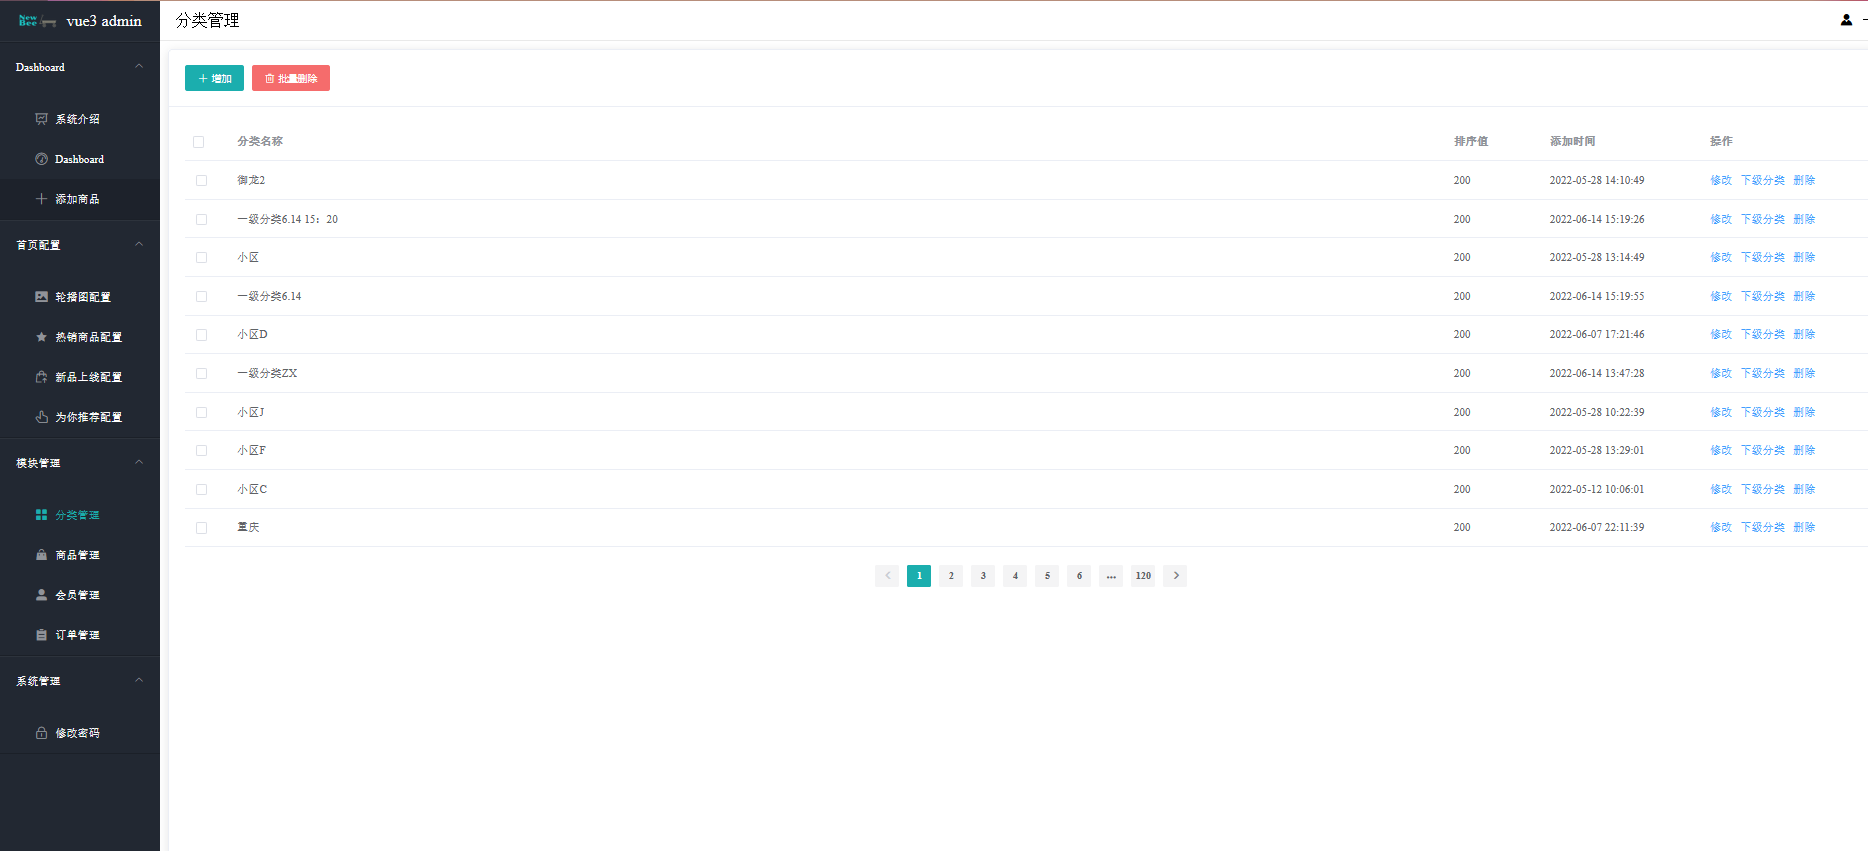 New Bee vue3 admin
分类管理
Dashboard
系统介绍
Dashboard
添加商品
首页配置
轮播图配置
热销商品配置
新品上线配置
为你推荐配置
模块管理
分类管理
商品管理
会员管理
订单管理
系统管理
修改密码
增加 批量删除
分类名称 排序值 添加时间 操作
御龙2 200 2022-05-28 14:10:49 修改 下级分类 删除
一级分类6.14 15：20 200 2022-06-14 15:19:26 修改 下级分类 删除
小区 200 2022-05-28 13:14:49 修改 下级分类 删除
一级分类6.14 200 2022-06-14 15:19:55 修改 下级分类 删除
小区D 200 2022-06-07 17:21:46 修改 下级分类 删除
一级分类ZX 200 2022-06-14 13:47:28 修改 下级分类 删除
小区J 200 2022-05-28 10:22:39 修改 下级分类 删除
小区F 200 2022-05-28 13:29:01 修改 下级分类 删除
小区C 200 2022-05-12 10:06:01 修改 下级分类 删除
重庆 200 2022-06-07 22:11:39 修改 下级分类 删除
1 2 3 4 5 6 ... 120